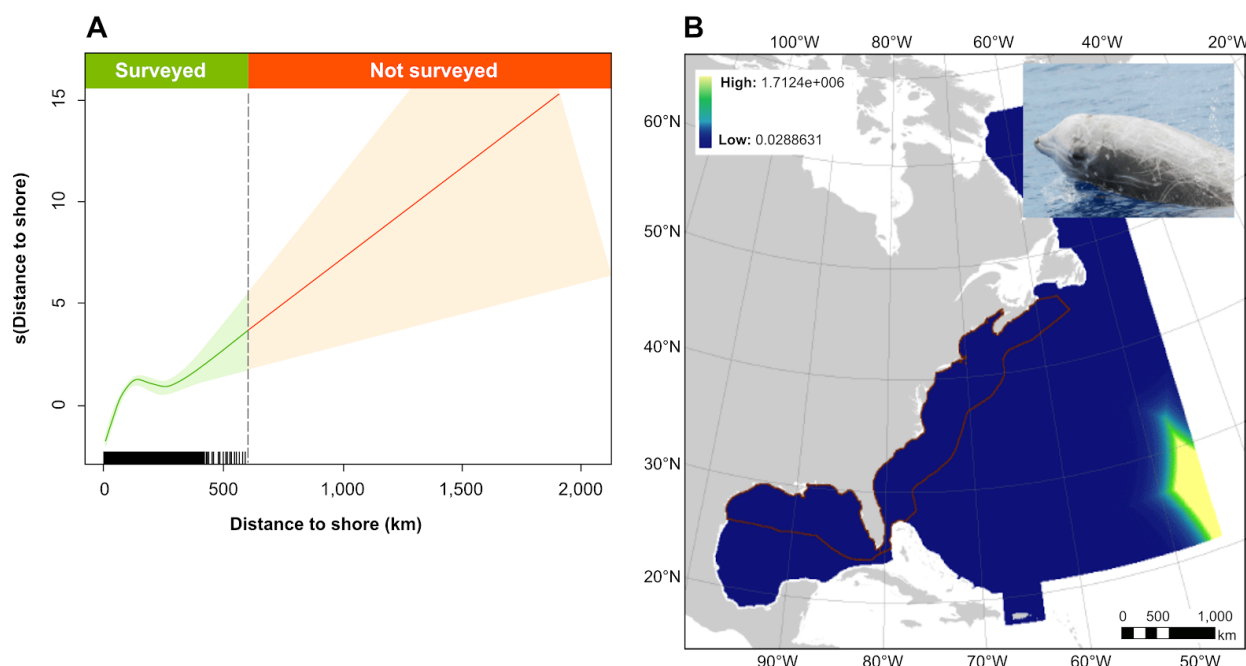 A
Surveyed
Not surveyed
15
10
5
0
s(Distance to shore)
0 500 1,000 1,500 2,000
Distance to shore (km)
B
100°W 80°W 60°W 40°W 20°W
High: 1.7124e+006
Low: 0.0288631
60°N
50°N
40°N
30°N
20°N
0 500 1,000
km
90°W 80°W 70°W 60°W 50°W